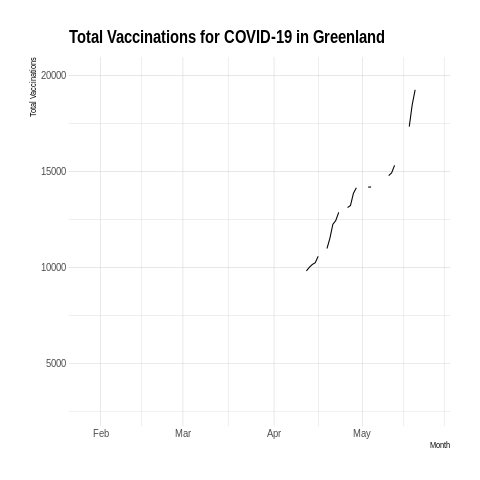 Total Vaccinations for COVID-19 in Greenland
Total Vaccinations
20000
15000
10000
5000
Feb Mar Apr May
Month